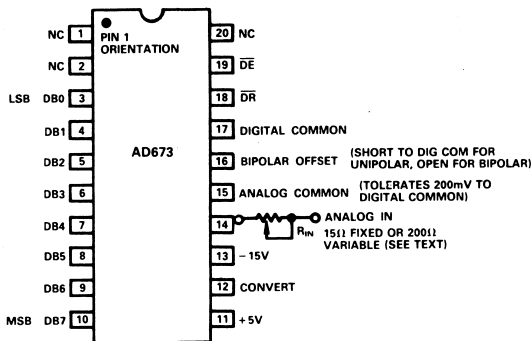 NC 1
PIN 1
ORIENTATION
20 NC
NC 2
19 DE
LSB DB0 3
18 DR
DB1 4
17 DIGITAL COMMON
AD673
DB2 5
16 BIPOLAR OFFSET (SHORT TO DIG COM FOR
UNIPOLAR, OPEN FOR BIPOLAR)
DB3 6
15 ANALOG COMMON (TOLERATES 200mV TO
DIGITAL COMMON)
DB4 7
14 ANALOG IN
RIN 15Ω FIXED OR 200Ω
VARIABLE (SEE TEXT)
DB5 8
13 -15V
DB6 9
12 CONVERT
MSB DB7 10
11 +5V